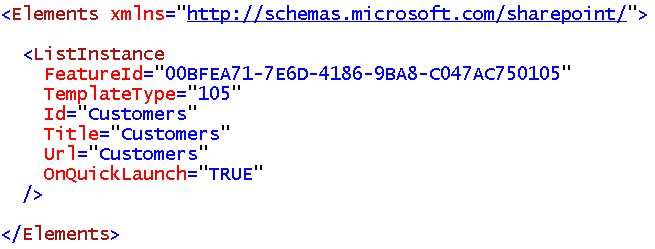 <Elements xmlns="http://schemas.microsoft.com/sharepoint/">
<ListInstance
FeatureId="00BFEA71-7E6D-4186-9BA8-C047AC750105"
TemplateType="105"
Id="Customers"
Title="Customers"
Url="Customers"
OnQuickLaunch="TRUE"
/>
</Elements>